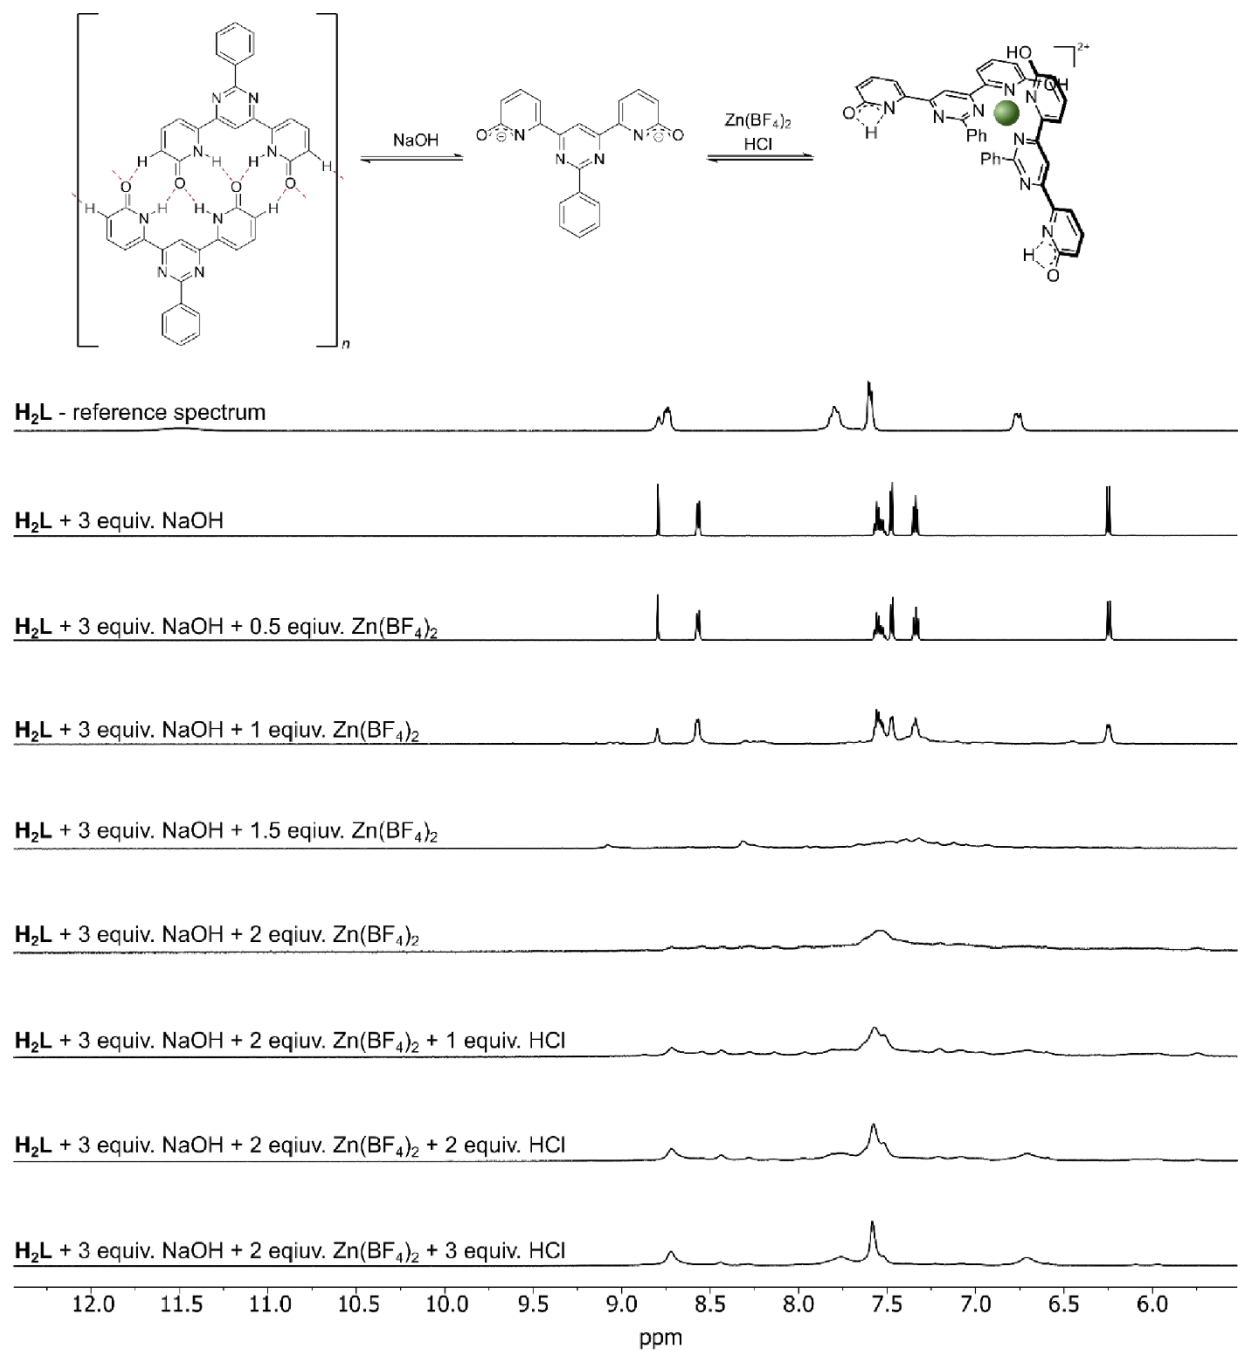 N N
N N
H H
H H
O O O O
H H
H H
N N
N N
n
NaOH
O N N O
N N
Zn(BF4)2
HCl
HO
2+
OH
N N
O N N
H
Ph
Ph N
N
N
H
O
H2L - reference spectrum
H2L + 3 equiv. NaOH
H2L + 3 equiv. NaOH + 0.5 eqiuv. Zn(BF4)2
H2L + 3 equiv. NaOH + 1 eqiuv. Zn(BF4)2
H2L + 3 equiv. NaOH + 1.5 eqiuv. Zn(BF4)2
H2L + 3 equiv. NaOH + 2 eqiuv. Zn(BF4)2
H2L + 3 equiv. NaOH + 2 eqiuv. Zn(BF4)2 + 1 equiv. HCl
H2L + 3 equiv. NaOH + 2 eqiuv. Zn(BF4)2 + 2 equiv. HCl
H2L + 3 equiv. NaOH + 2 eqiuv. Zn(BF4)2 + 3 equiv. HCl
12.0 11.5 11.0 10.5 10.0 9.5 9.0 8.5 8.0 7.5 7.0 6.5 6.0
ppm